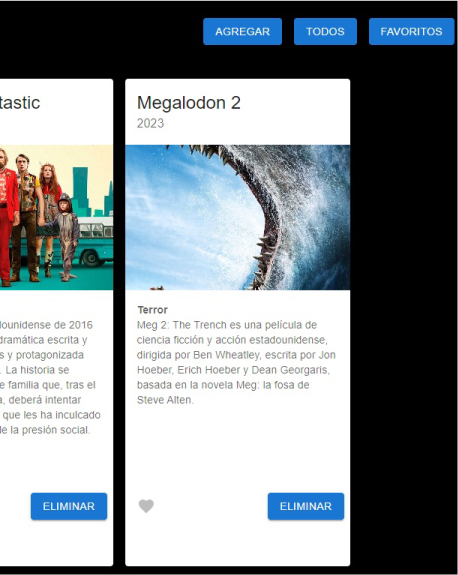 AGREGAR TODOS FAVORITOS
tastic
dounidense de 2016
dramática escrita y
s y protagonizada
. La historia se
e familia que, tras el
a, deberá intentar
que les ha inculcado
de la presión social.
ELIMINAR
Megalodon 2
2023
Terror
Meg 2: The Trench es una película de
ciencia ficción y acción estadounidense,
dirigida por Ben Wheatley, escrita por Jon
Hoeber, Erich Hoeber y Dean Georgaris,
basada en la novela Meg: la fosa de
Steve Alten.
ELIMINAR